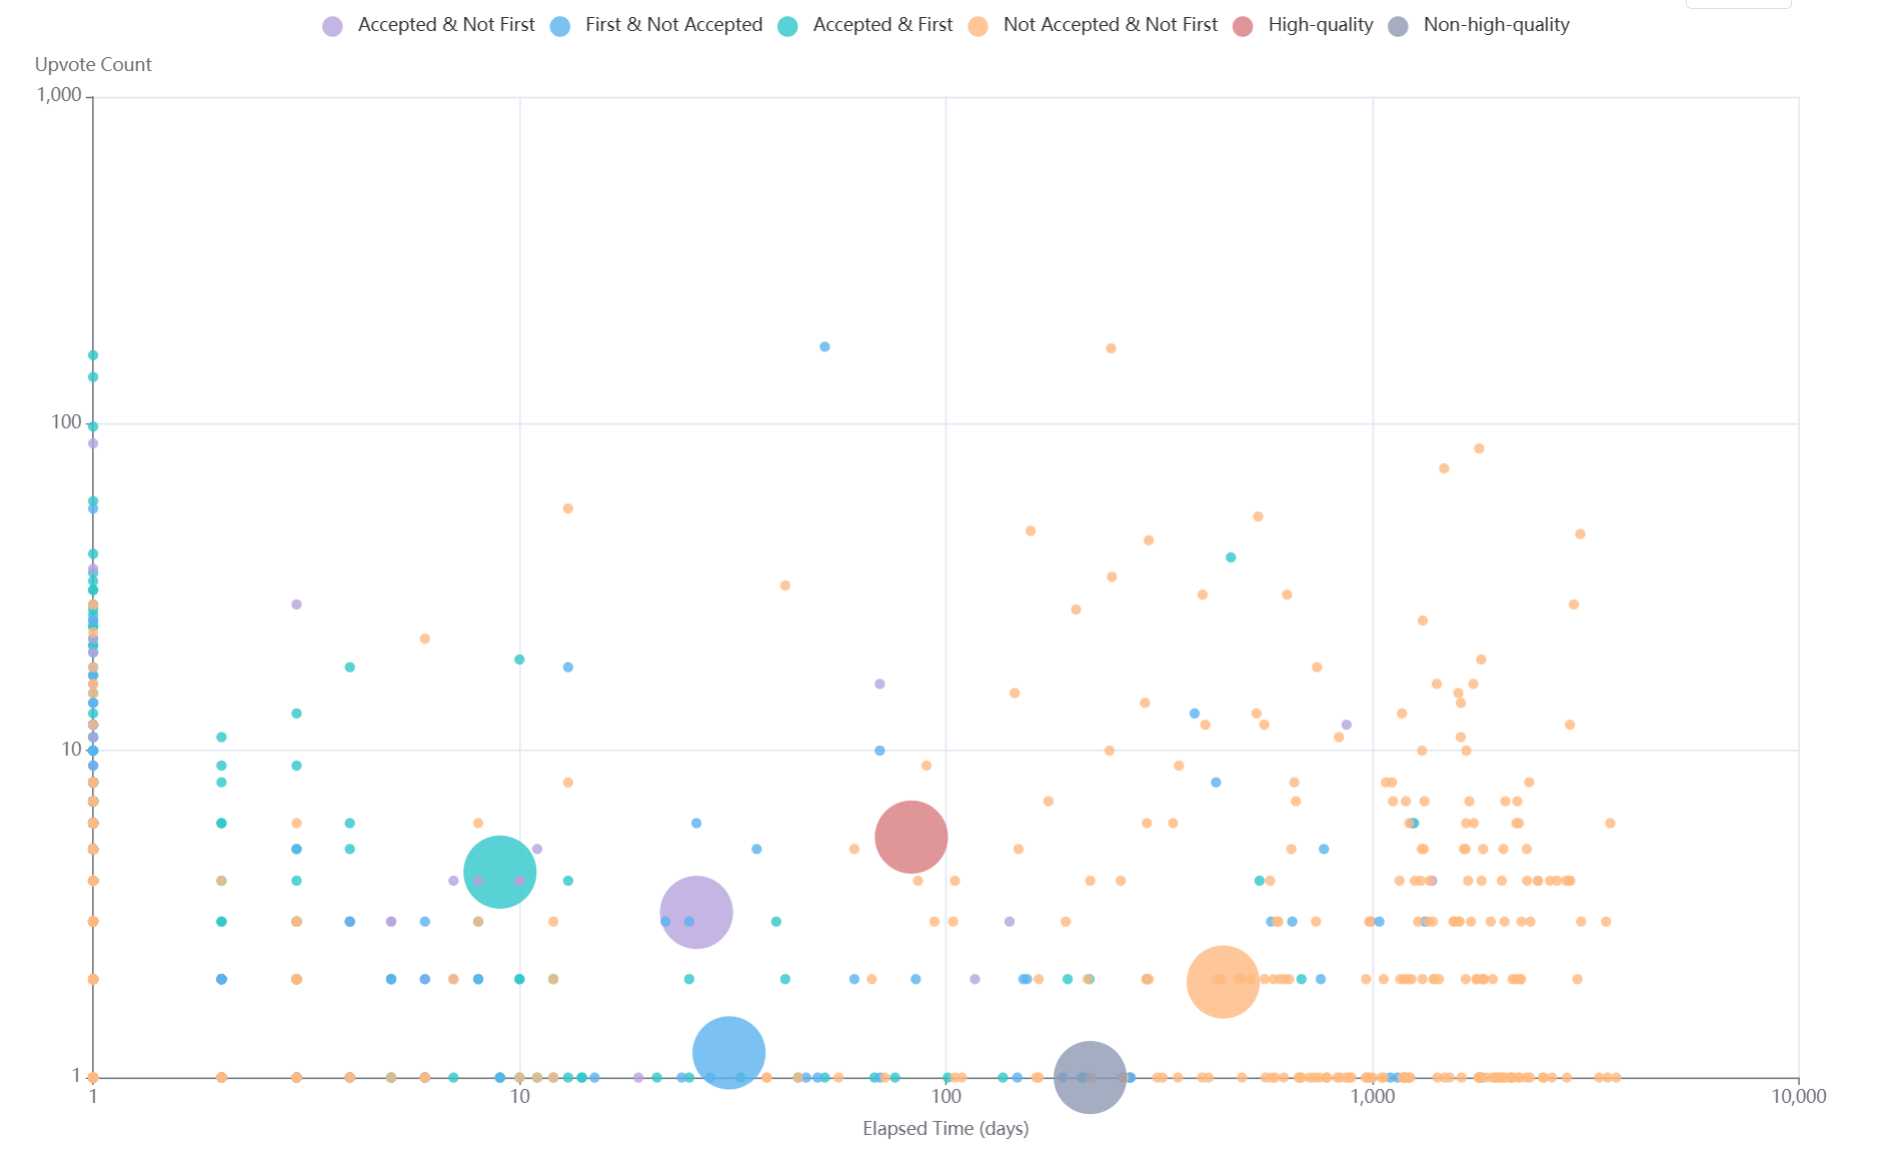 Accepted & Not First First & Not Accepted Accepted & First Not Accepted & Not First High-quality Non-high-quality
Upvote Count
1,000
100
10
1
1 10 100 1,000 10,000
Elapsed Time (days)